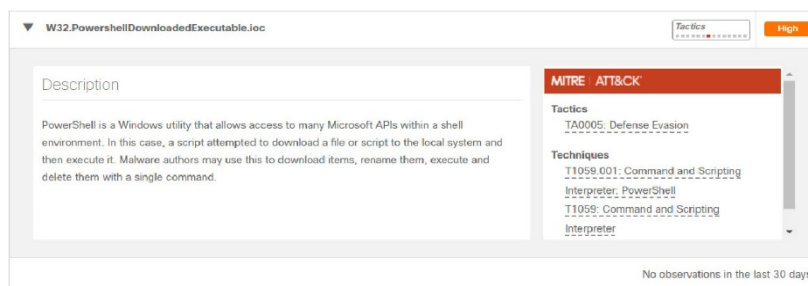 W32.PowershellDownloadedExecutable.ioc
Tactics
High
Description
PowerShell is a Windows utility that allows access to many Microsoft APIs within a shell
environment. In this case, a script attempted to download a file or script to the local system and
then execute it. Malware authors may use this to download items, rename them, execute and
delete them with a single command.
MITRE | ATT&CK®
Tactics
TA0005: Defense Evasion
Techniques
T1059.001: Command and Scripting
Interpreter: PowerShell
T1059: Command and Scripting
Interpreter
No observations in the last 30 days